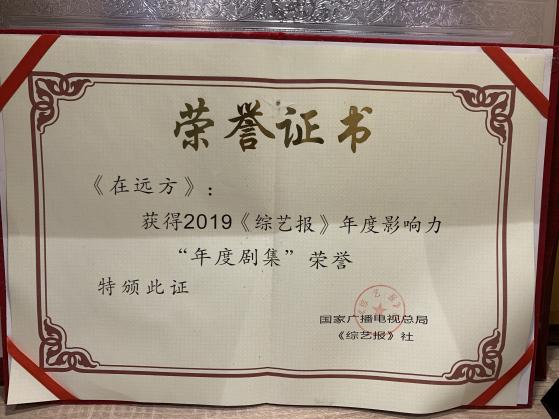 荣誉证书
《在远方》:
获得2019《综艺报》年度影响力
“年度剧集”荣誉
特颁此证
国家广播电视总局
《综艺报》社